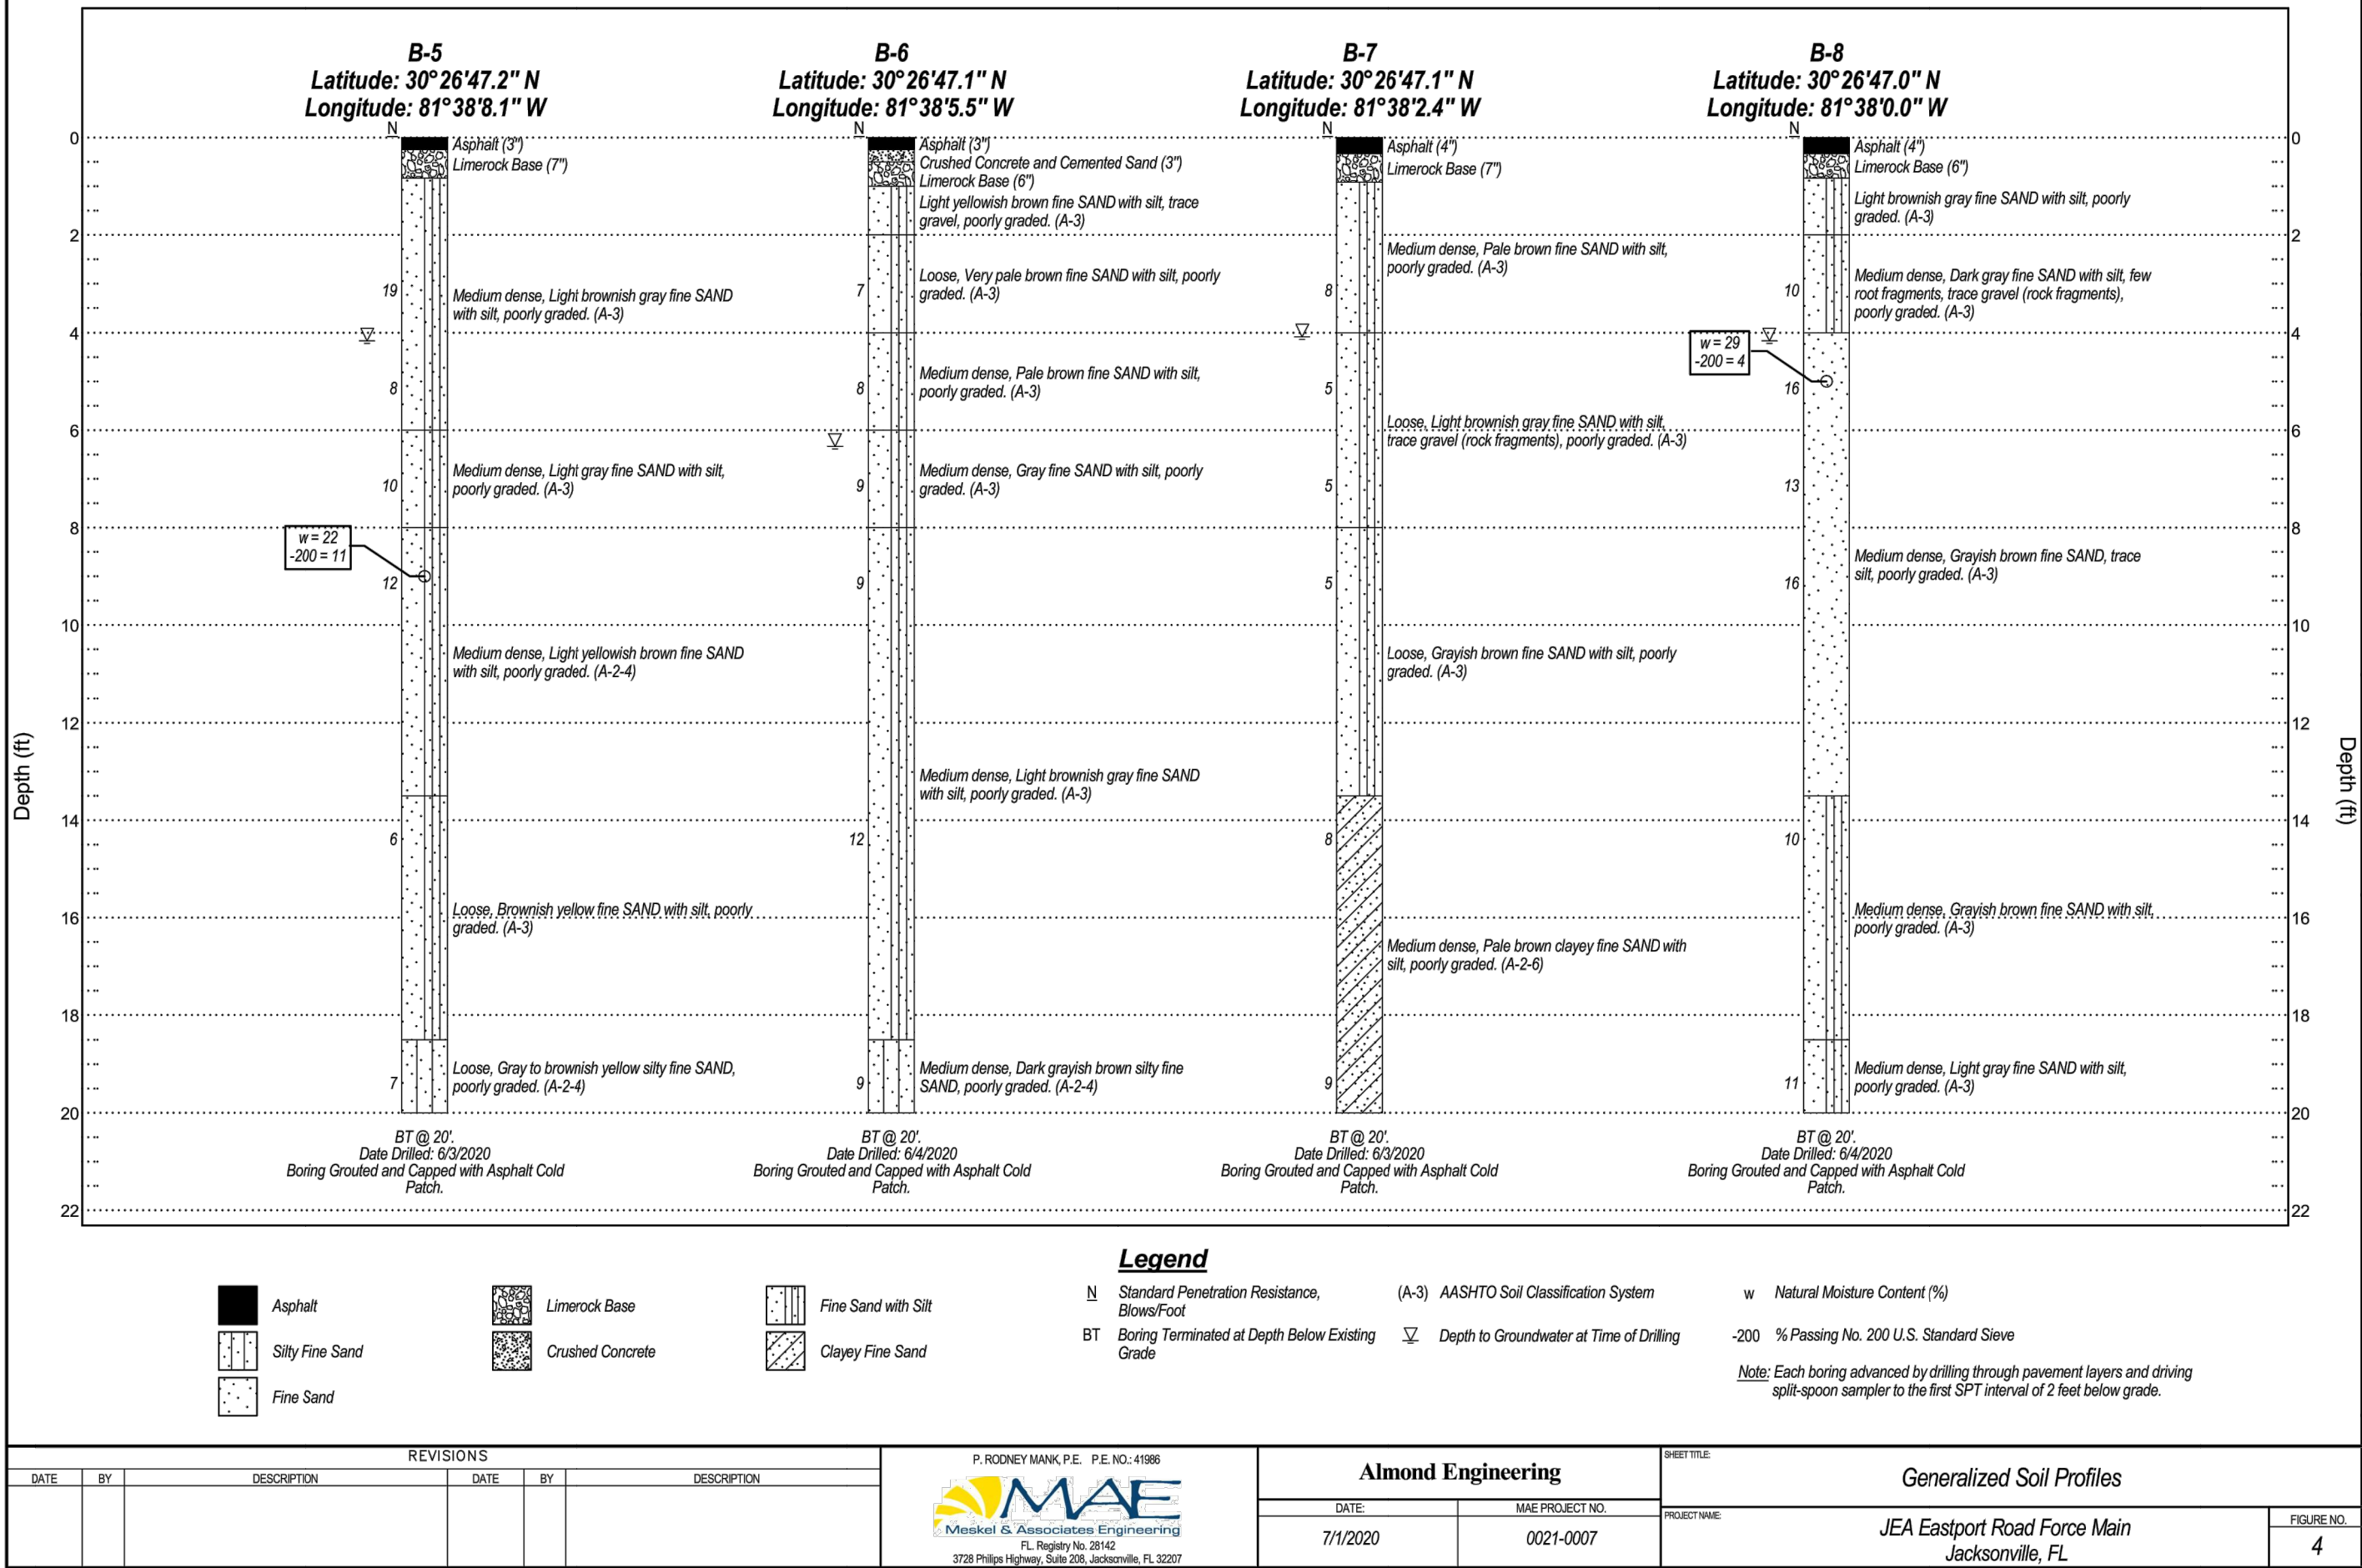 B-5
Latitude: 30°26'47.2" N
Longitude: 81°38'8.1" W
B-6
Latitude: 30°26'47.1" N
Longitude: 81°38'5.5" W
B-7
Latitude: 30°26'47.1" N
Longitude: 81°38'2.4" W
B-8
Latitude: 30°26'47.0" N
Longitude: 81°38'0.0" W
Depth (ft)
0
2
4
6
8
10
12
14
16
18
20
22
N
Asphalt (3")
Limerock Base (7")
19
Medium dense, Light brownish gray fine SAND
with silt, poorly graded. (A-3)
8
10
Medium dense, Light gray fine SAND with silt,
poorly graded. (A-3)
w = 22
-200 = 11
12
Medium dense, Light yellowish brown fine SAND
with silt, poorly graded. (A-2-4)
6
Loose, Brownish yellow fine SAND with silt, poorly
graded. (A-3)
7
Loose, Gray to brownish yellow silty fine SAND,
poorly graded. (A-2-4)
BT @ 20'.
Date Drilled: 6/3/2020
Boring Grouted and Capped with Asphalt Cold
Patch.
N
Asphalt (3")
Crushed Concrete and Cemented Sand (3")
Limerock Base (6")
Light yellowish brown fine SAND with silt, trace
gravel, poorly graded. (A-3)
7
Loose, Very pale brown fine SAND with silt, poorly
graded. (A-3)
8
Medium dense, Pale brown fine SAND with silt,
poorly graded. (A-3)
9
Medium dense, Gray fine SAND with silt, poorly
graded. (A-3)
9
Medium dense, Light brownish gray fine SAND
with silt, poorly graded. (A-3)
12
9
Medium dense, Dark grayish brown silty fine
SAND, poorly graded. (A-2-4)
BT @ 20'.
Date Drilled: 6/4/2020
Boring Grouted and Capped with Asphalt Cold
Patch.
N
Asphalt (4")
Limerock Base (7")
Medium dense, Pale brown fine SAND with silt,
poorly graded. (A-3)
8
5
Loose, Light brownish gray fine SAND with silt,
trace gravel (rock fragments), poorly graded. (A-3)
5
5
Loose, Grayish brown fine SAND with silt, poorly
graded. (A-3)
8
Medium dense, Pale brown clayey fine SAND with
silt, poorly graded. (A-2-6)
9
BT @ 20'.
Date Drilled: 6/3/2020
Boring Grouted and Capped with Asphalt Cold
Patch.
N
Asphalt (4")
Limerock Base (6")
Light brownish gray fine SAND with silt, poorly
graded. (A-3)
10
Medium dense, Dark gray fine SAND with silt, few
root fragments, trace gravel (rock fragments),
poorly graded. (A-3)
w = 29
-200 = 4
16
13
Medium dense, Grayish brown fine SAND, trace
silt, poorly graded. (A-3)
16
10
Medium dense, Grayish brown fine SAND with silt,
poorly graded. (A-3)
11
Medium dense, Light gray fine SAND with silt,
poorly graded. (A-3)
BT @ 20'.
Date Drilled: 6/4/2020
Boring Grouted and Capped with Asphalt Cold
Patch.
0
2
4
6
8
10
12
14
16
18
20
22
Depth (ft)
Legend
Asphalt
Silty Fine Sand
Fine Sand
Limerock Base
Crushed Concrete
Fine Sand with Silt
Clayey Fine Sand
N Standard Penetration Resistance,
Blows/Foot
BT Boring Terminated at Depth Below Existing
Grade
(A-3) AASHTO Soil Classification System
Depth to Groundwater at Time of Drilling
w Natural Moisture Content (%)
-200 % Passing No. 200 U.S. Standard Sieve
Note: Each boring advanced by drilling through pavement layers and driving
split-spoon sampler to the first SPT interval of 2 feet below grade.
REVISIONS
DATE BY DESCRIPTION DATE BY DESCRIPTION
P. RODNEY MANK, P.E. P.E. NO.: 41986
MAE
Meskel & Associates Engineering
FL. Registry No. 28142
3728 Philips Highway, Suite 208, Jacksonville, FL 32207
Almond Engineering
DATE: MAE PROJECT NO.
7/1/2020 0021-0007
SHEET TITLE:
Generalized Soil Profiles
PROJECT NAME:
JEA Eastport Road Force Main
Jacksonville, FL
FIGURE NO.
4